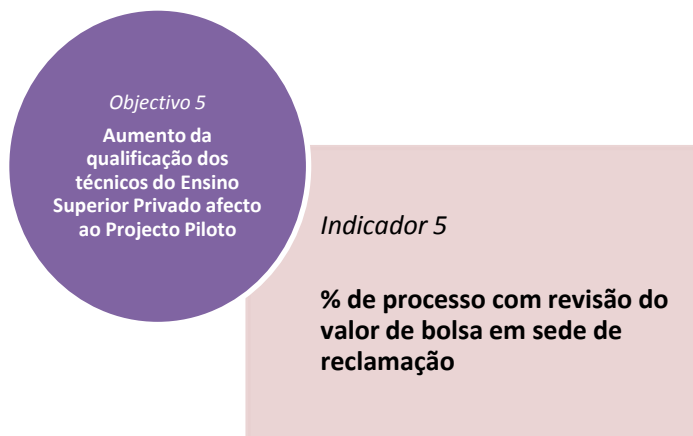 Objectivo 5
Aumento da
qualificação dos
técnicos do Ensino
Superior Privado afecto
ao Projecto Piloto
Indicador 5
% de processo com revisão do
valor de bolsa em sede de
reclamação